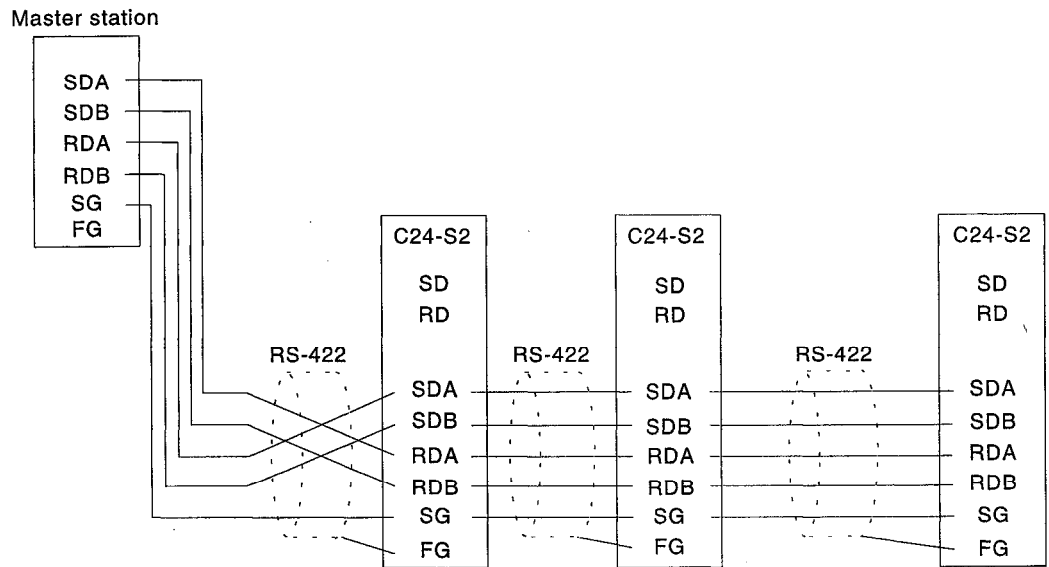 Master station
SDA
SDB
RDA
RDB
SG
FG
C24-S2
SD
RD
RS-422
SDA
SDB
RDA
RDB
SG
FG
C24-S2
SD
RD
RS-422
SDA
SDB
RDA
RDB
SG
FG
C24-S2
SD
RD
RS-422
SDA
SDB
RDA
RDB
SG
FG